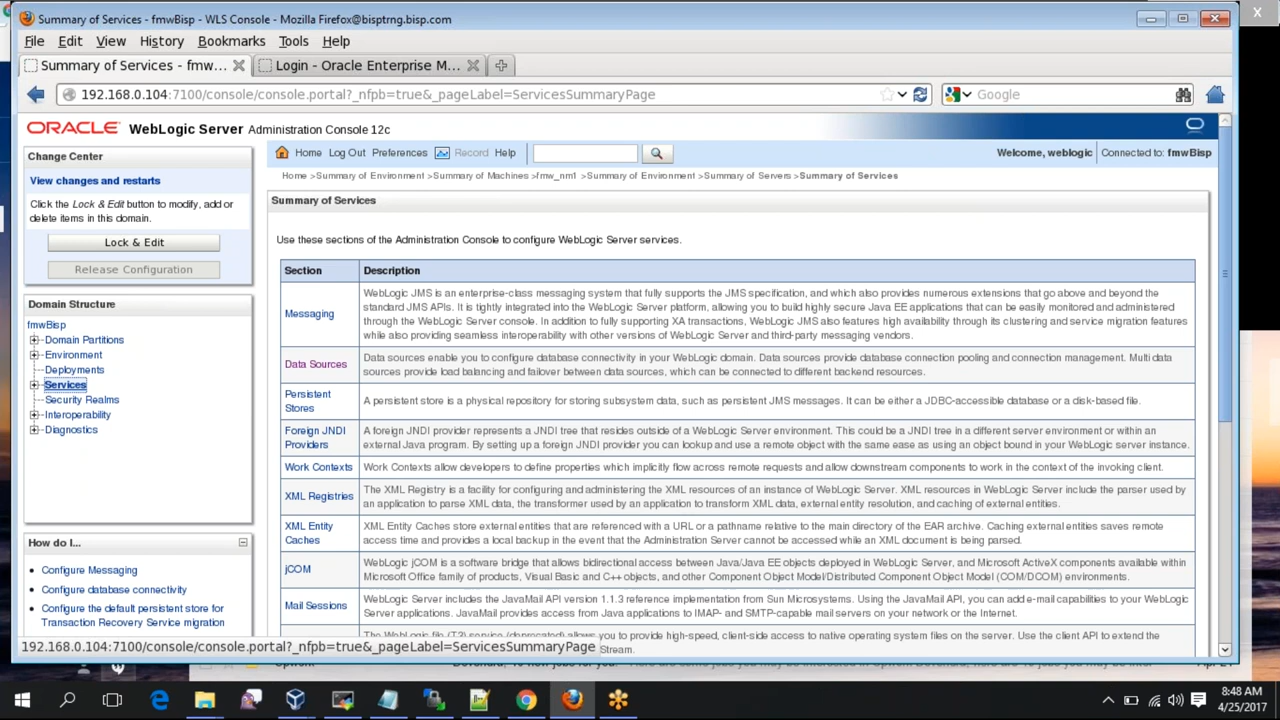 Summary of Services - fmwBisp - WLS Console - Mozilla Firefox@bisptrng.bisp.com
X
File Edit View History Bookmarks Tools Help
Summary of Services - fmw...
Login - Oracle Enterprise M...
192.168.0.104:7100/console/console.portal?_nfpb=true&_pageLabel=ServicesSummaryPage
Google
ORACLE WebLogic Server Administration Console 12c
Change Center
View changes and restarts
Click the Lock & Edit button to modify, add or
delete items in this domain.
Lock & Edit
Release Configuration
Domain Structure
fmwBisp
Domain Partitions
Environment
Deployments
Services
Security Realms
Interoperability
Diagnostics
How do I...
Configure Messaging
Configure database connectivity
Configure the default persistent store for
Transaction Recovery Service migration
Home Log Out Preferences Record Help
Welcome, weblogic Connected to: fmwBisp
Home >Summary of Environment >Summary of Machines >fmw_nm1 >Summary of Environment >Summary of Servers >Summary of Services
Summary of Services
Use these sections of the Administration Console to configure WebLogic Server services.
Section Description
Messaging
WebLogic JMS is an enterprise-class messaging system that fully supports the JMS specification, and which also provides numerous extensions that go above and beyond the
standard JMS APIs. It is tightly integrated into the WebLogic Server platform, allowing you to build highly secure Java EE applications that can be easily monitored and administered
through the WebLogic Server console. In addition to fully supporting XA transactions, WebLogic JMS also features high availability through its clustering and service migration features
while also providing seamless interoperability with other versions of WebLogic Server and third-party messaging vendors.
Data Sources
Data sources enable you to configure database connectivity in your WebLogic domain. Data sources provide database connection pooling and connection management. Multi data
sources provide load balancing and failover between data sources, which can be connected to different backend resources.
Persistent
Stores
A persistent store is a physical repository for storing subsystem data, such as persistent JMS messages. It can be either a JDBC-accessible database or a disk-based file.
Foreign JNDI
Providers
A foreign JNDI provider represents a JNDI tree that resides outside of a WebLogic Server environment. This could be a JNDI tree in a different server environment or within an
external Java program. By setting up a foreign JNDI provider you can lookup and use a remote object with the same ease as using an object bound in your WebLogic server instance.
Work Contexts
Work Contexts allow developers to define properties which implicitly flow across remote requests and allow downstream components to work in the context of the invoking client.
XML Registries
The XML Registry is a facility for configuring and administering the XML resources of an instance of WebLogic Server. XML resources in WebLogic Server include the parser used by
an application to parse XML data, the transformer used by an application to transform XML data, external entity resolution, and caching of external entities.
XML Entity
Caches
XML Entity Caches store external entities that are referenced with a URL or a pathname relative to the main directory of the EAR archive. Caching external entities saves remote
access time and provides a local backup in the event that the Administration Server cannot be accessed while an XML document is being parsed.
jCOM
WebLogic jCOM is a software bridge that allows bidirectional access between Java/Java EE objects deployed in WebLogic Server, and Microsoft ActiveX components available within
Microsoft Office family of products, Visual Basic and C++ objects, and other Component Object Model/Distributed Component Object Model (COM/DCOM) environments.
Mail Sessions
WebLogic Server includes the JavaMail API version 1.1.3 reference implementation from Sun Microsystems. Using the JavaMail API, you can add e-mail capabilities to your WebLogic
Server applications. JavaMail provides access from Java applications to IMAP- and SMTP-capable mail servers on your network or the Internet.
The WebLogic file (T3) service (deprecated) allows you to provide high-speed, client-side access to native operating system files on the server. Use the client API to extend the
Stream.
192.168.0.104:7100/console/console.portal?_nfpb=true&_pageLabel=ServicesSummaryPage
8:48 AM
4/25/2017